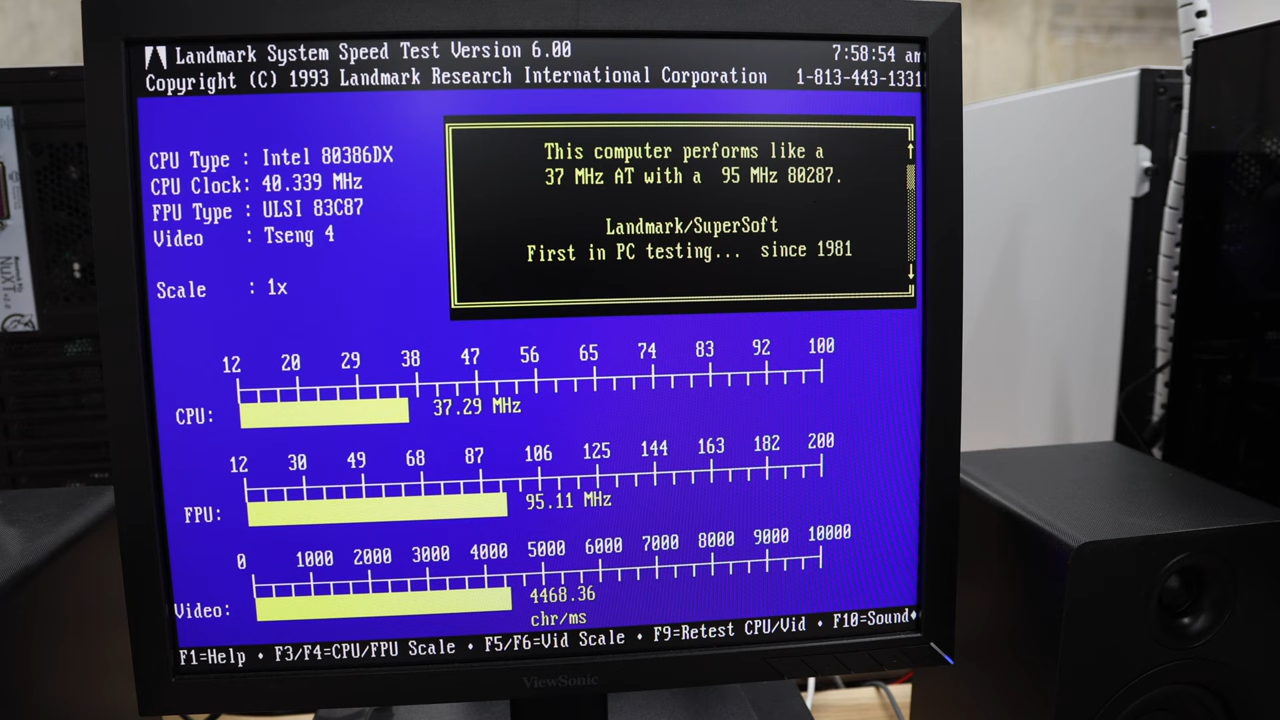 Landmark System Speed Test Version 6.00 7:58:54 am
Copyright (C) 1993 Landmark Research International Corporation 1-813-443-1331
CPU Type : Intel 80386DX
CPU Clock: 40.339 MHz
FPU Type : ULSI 83C87
Video : Tseng 4
Scale : 1x
This computer performs like a
37 MHz AT with a 95 MHz 80287.
Landmark/SuperSoft
First in PC testing... since 1981
12 20 29 38 47 56 65 74 83 92 100
CPU: 37.29 MHz
12 30 49 68 87 106 125 144 163 182 200
FPU: 95.11 MHz
0 1000 2000 3000 4000 5000 6000 7000 8000 9000 10000
Video: 4468.36
chr/ms
F1=Help • F3/F4=CPU/FPU Scale • F5/F6=Vid Scale • F9=Retest CPU/Vid • F10=Sound♦
ViewSonic
NuXT v2.0